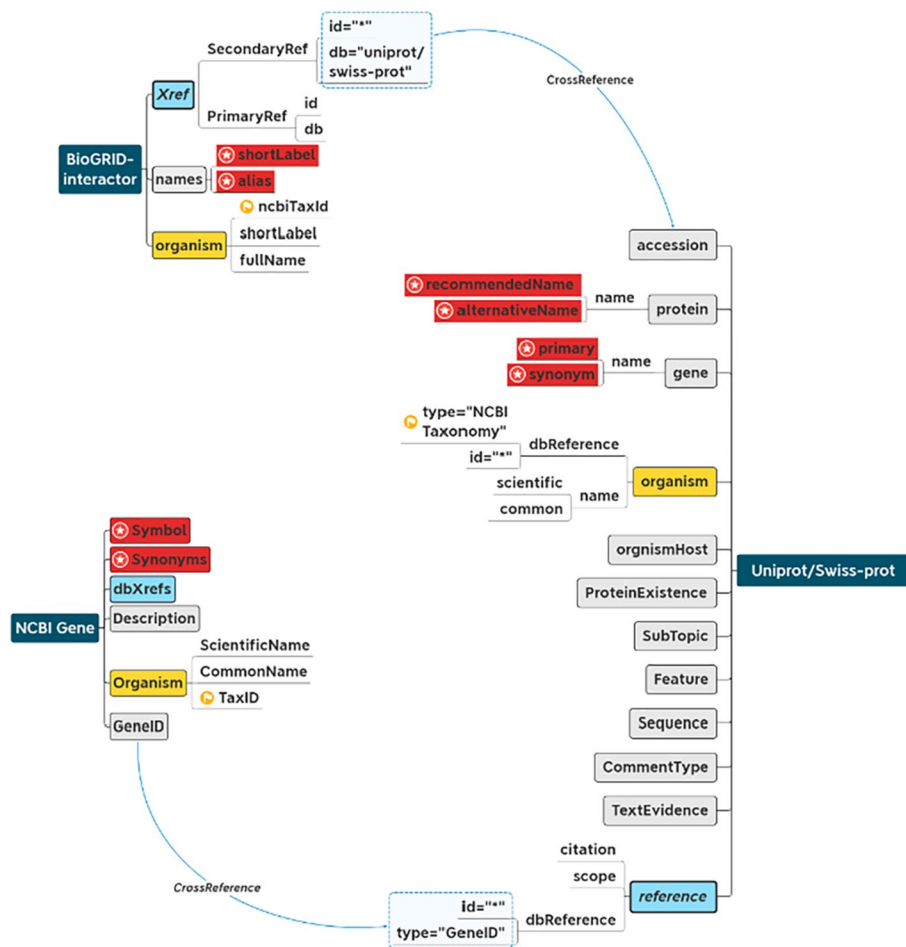 id="*"
SecondaryRef
db="uniprot/
swiss-prot"
CrossReference
Xref
id
PrimaryRef
db
BioGRID-
interactor
shortLabel
names
alias
ncbiTaxId
shortLabel
organism
fullName
accession
recommendedName
name
protein
alternativeName
primary
name
gene
synonym
type="NCBI
Taxonomy"
dbReference
id="*"
organism
scientific
name
common
Symbol
Synonyms
dbXrefs
NCBI Gene
Description
ScientificName
CommonName
Organism
TaxID
GeneID
orgnismHost
Uniprot/Swiss-prot
ProteinExistence
SubTopic
Feature
Sequence
CommentType
TextEvidence
citation
scope
reference
CrossReference
id="*"
dbReference
type="GeneID"